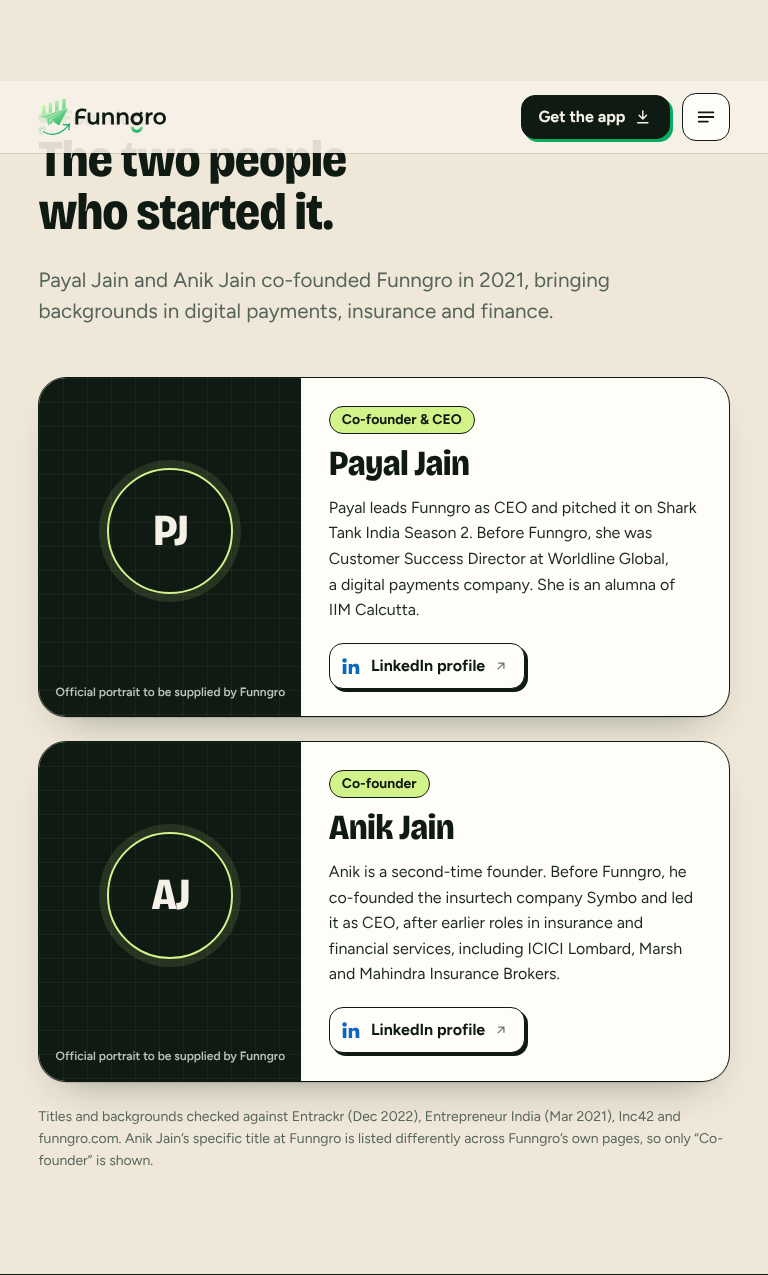 Funngro
Get the app
The two people
who started it.
Payal Jain and Anik Jain co-founded Funngro in 2021, bringing
backgrounds in digital payments, insurance and finance.
PJ
Official portrait to be supplied by Funngro
Co-founder & CEO
Payal Jain
Payal leads Funngro as CEO and pitched it on Shark
Tank India Season 2. Before Funngro, she was
Customer Success Director at Worldline Global,
a digital payments company. She is an alumna of
IIM Calcutta.
in LinkedIn profile
AJ
Official portrait to be supplied by Funngro
Co-founder
Anik Jain
Anik is a second-time founder. Before Funngro, he
co-founded the insurtech company Symbo and led
it as CEO, after earlier roles in insurance and
financial services, including ICICI Lombard, Marsh
and Mahindra Insurance Brokers.
in LinkedIn profile
Titles and backgrounds checked against Entrackr (Dec 2022), Entrepreneur India (Mar 2021), Inc42 and
funngro.com. Anik Jain’s specific title at Funngro is listed differently across Funngro’s own pages, so only “Co-
founder” is shown.